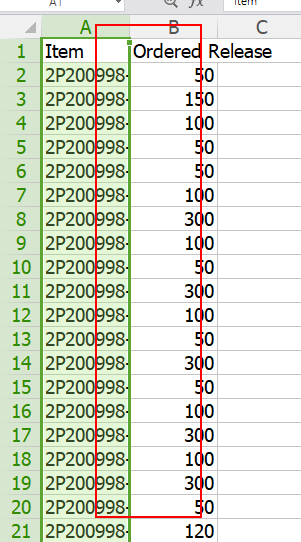 A1 fx Item
A B C
1 Item Ordered Release
2 2P200998- 50
3 2P200998- 150
4 2P200998- 100
5 2P200998- 50
6 2P200998- 50
7 2P200998- 100
8 2P200998- 300
9 2P200998- 100
10 2P200998- 50
11 2P200998- 300
12 2P200998- 100
13 2P200998- 50
14 2P200998- 300
15 2P200998- 50
16 2P200998- 100
17 2P200998- 300
18 2P200998- 100
19 2P200998- 300
20 2P200998- 50
21 2P200998- 120